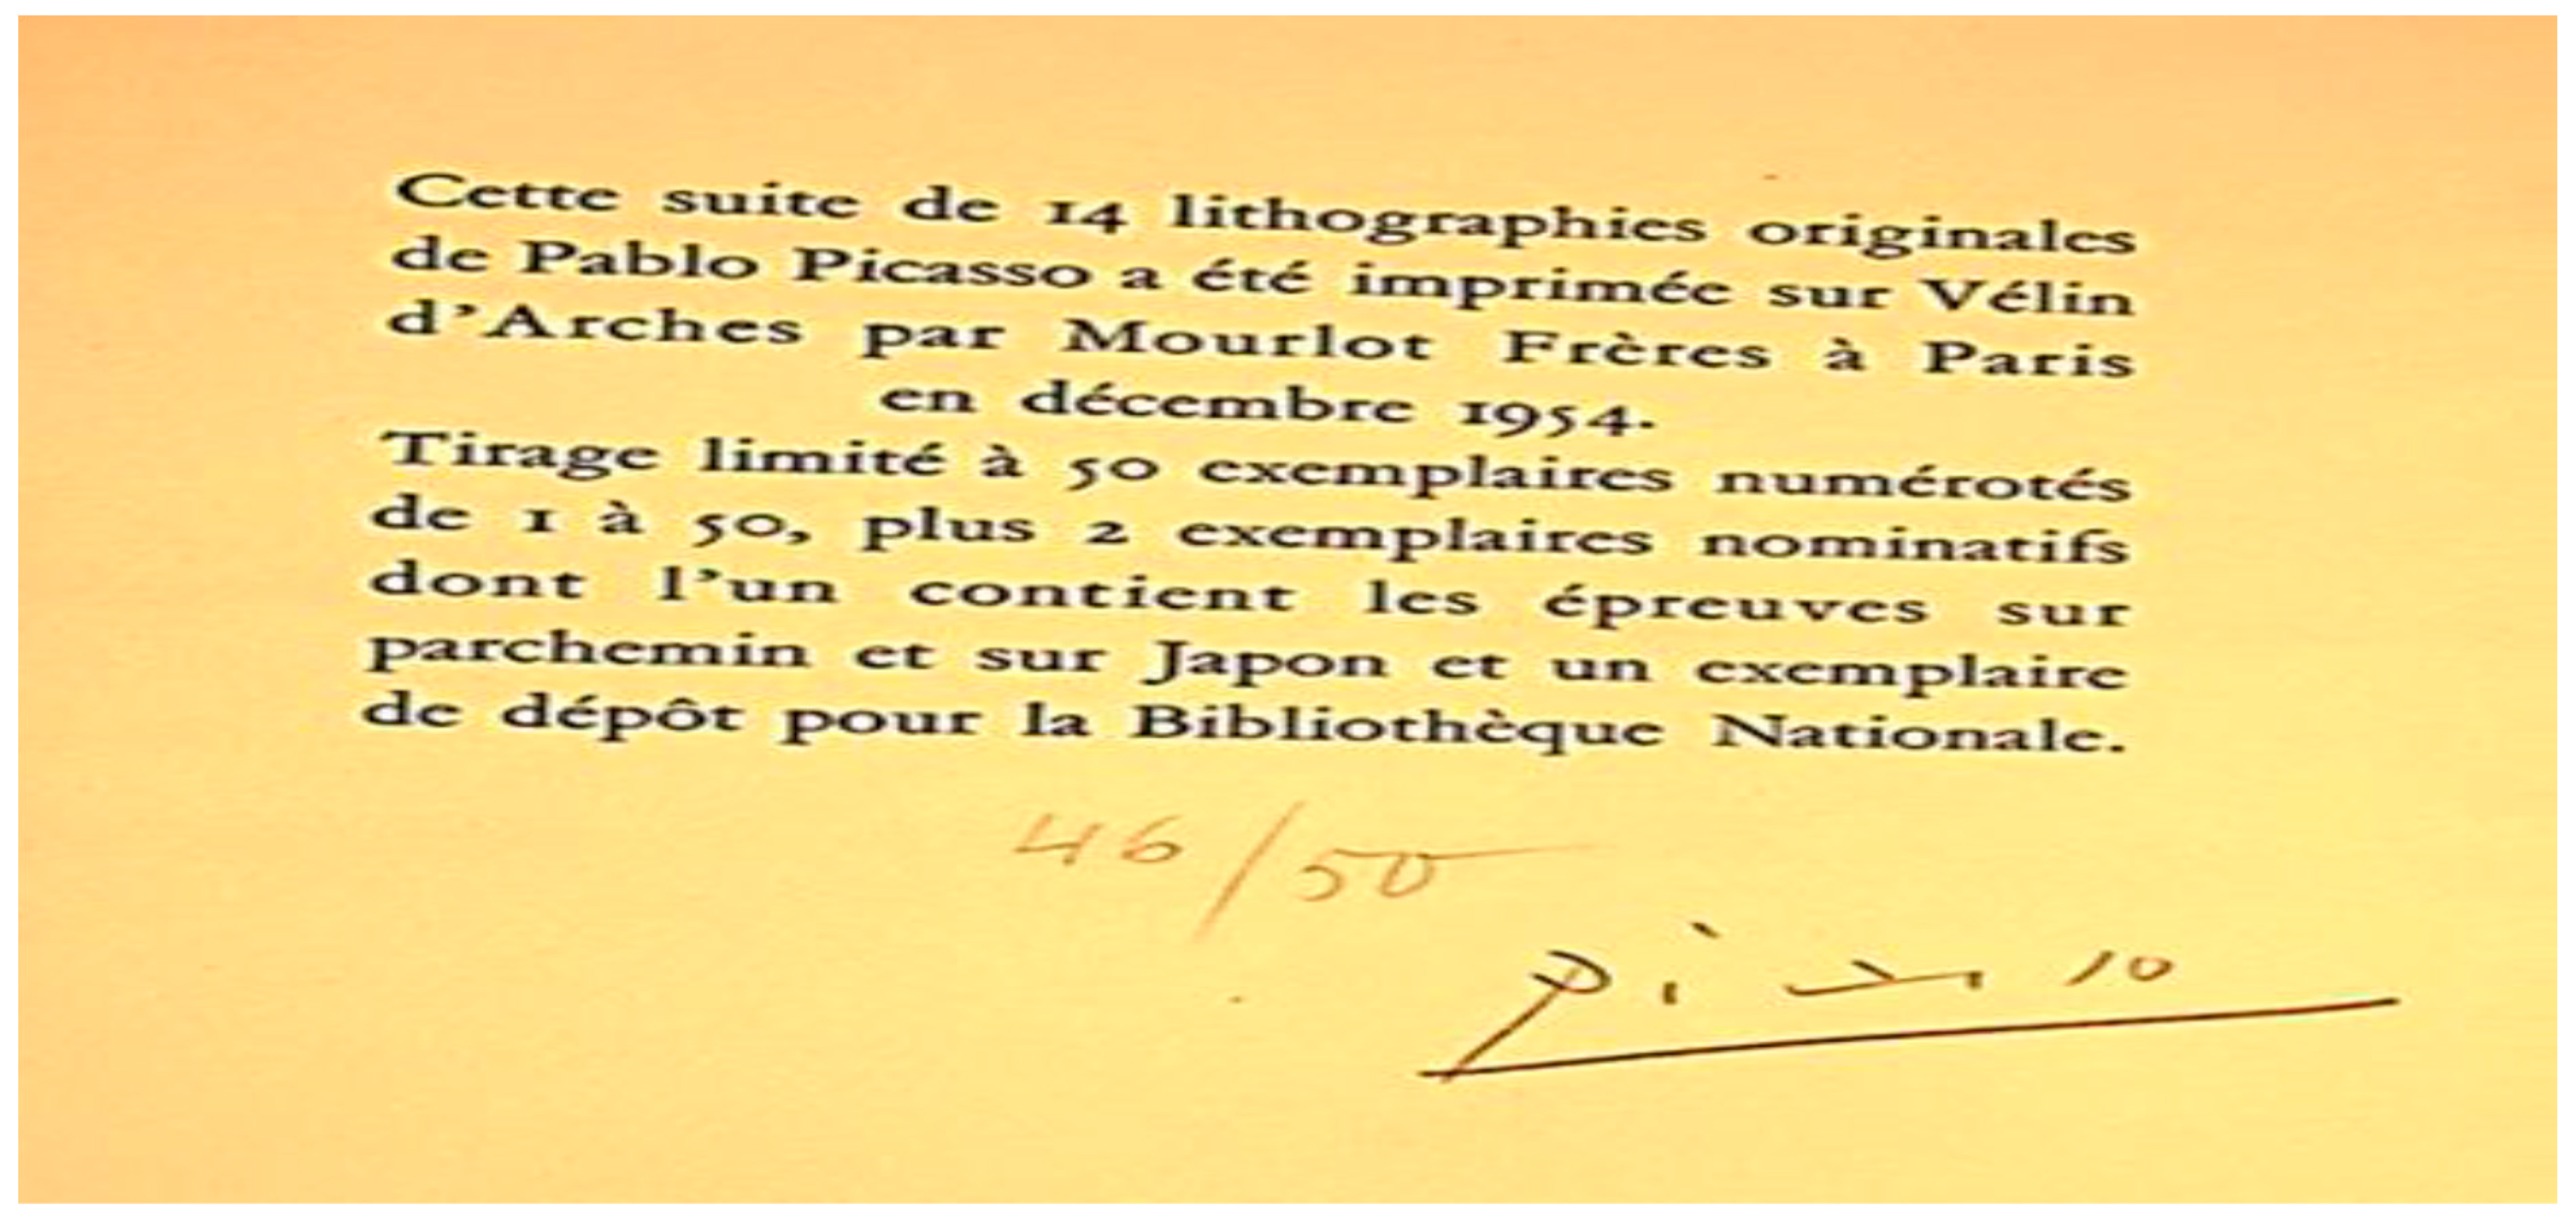 Cette suite de 14 lithographies originales
de Pablo Picasso a été imprimée sur Vélin
d'Arches par Mourlot Frères à Paris
en décembre 1954.
Tirage limité à 50 exemplaires numérotés
de 1 à 50, plus 2 exemplaires nominatifs
dont l'un contient les épreuves sur
parchemin et sur Japon et un exemplaire
de dépôt pour la Bibliothèque Nationale.
46/50
Picasso